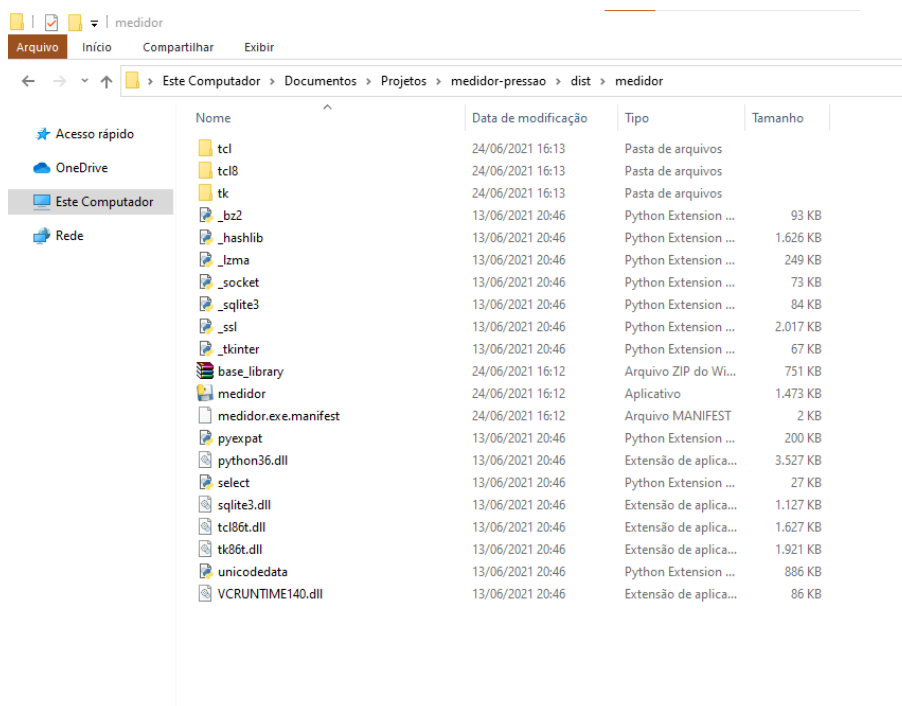 medidor
Arquivo Início Compartilhar Exibir
Este Computador > Documentos > Projetos > medidor-pressao > dist > medidor
Nome Data de modificação Tipo Tamanho
Acesso rápido
OneDrive
Este Computador
Rede
tcl 24/06/2021 16:13 Pasta de arquivos
tcl8 24/06/2021 16:13 Pasta de arquivos
tk 24/06/2021 16:13 Pasta de arquivos
_bz2 13/06/2021 20:46 Python Extension ... 93 KB
_hashlib 13/06/2021 20:46 Python Extension ... 1.626 KB
_lzma 13/06/2021 20:46 Python Extension ... 249 KB
_socket 13/06/2021 20:46 Python Extension ... 73 KB
_sqlite3 13/06/2021 20:46 Python Extension ... 84 KB
_ssl 13/06/2021 20:46 Python Extension ... 2.017 KB
_tkinter 13/06/2021 20:46 Python Extension ... 67 KB
base_library 24/06/2021 16:12 Arquivo ZIP do Wi... 751 KB
medidor 24/06/2021 16:12 Aplicativo 1.473 KB
medidor.exe.manifest 24/06/2021 16:12 Arquivo MANIFEST 2 KB
pyexpat 13/06/2021 20:46 Python Extension ... 200 KB
python36.dll 13/06/2021 20:46 Extensão de aplica... 3.527 KB
select 13/06/2021 20:46 Python Extension ... 27 KB
sqlite3.dll 13/06/2021 20:46 Extensão de aplica... 1.127 KB
tcl86t.dll 13/06/2021 20:46 Extensão de aplica... 1.627 KB
tk86t.dll 13/06/2021 20:46 Extensão de aplica... 1.921 KB
unicodedata 13/06/2021 20:46 Python Extension ... 886 KB
VCRUNTIME140.dll 13/06/2021 20:46 Extensão de aplica... 86 KB